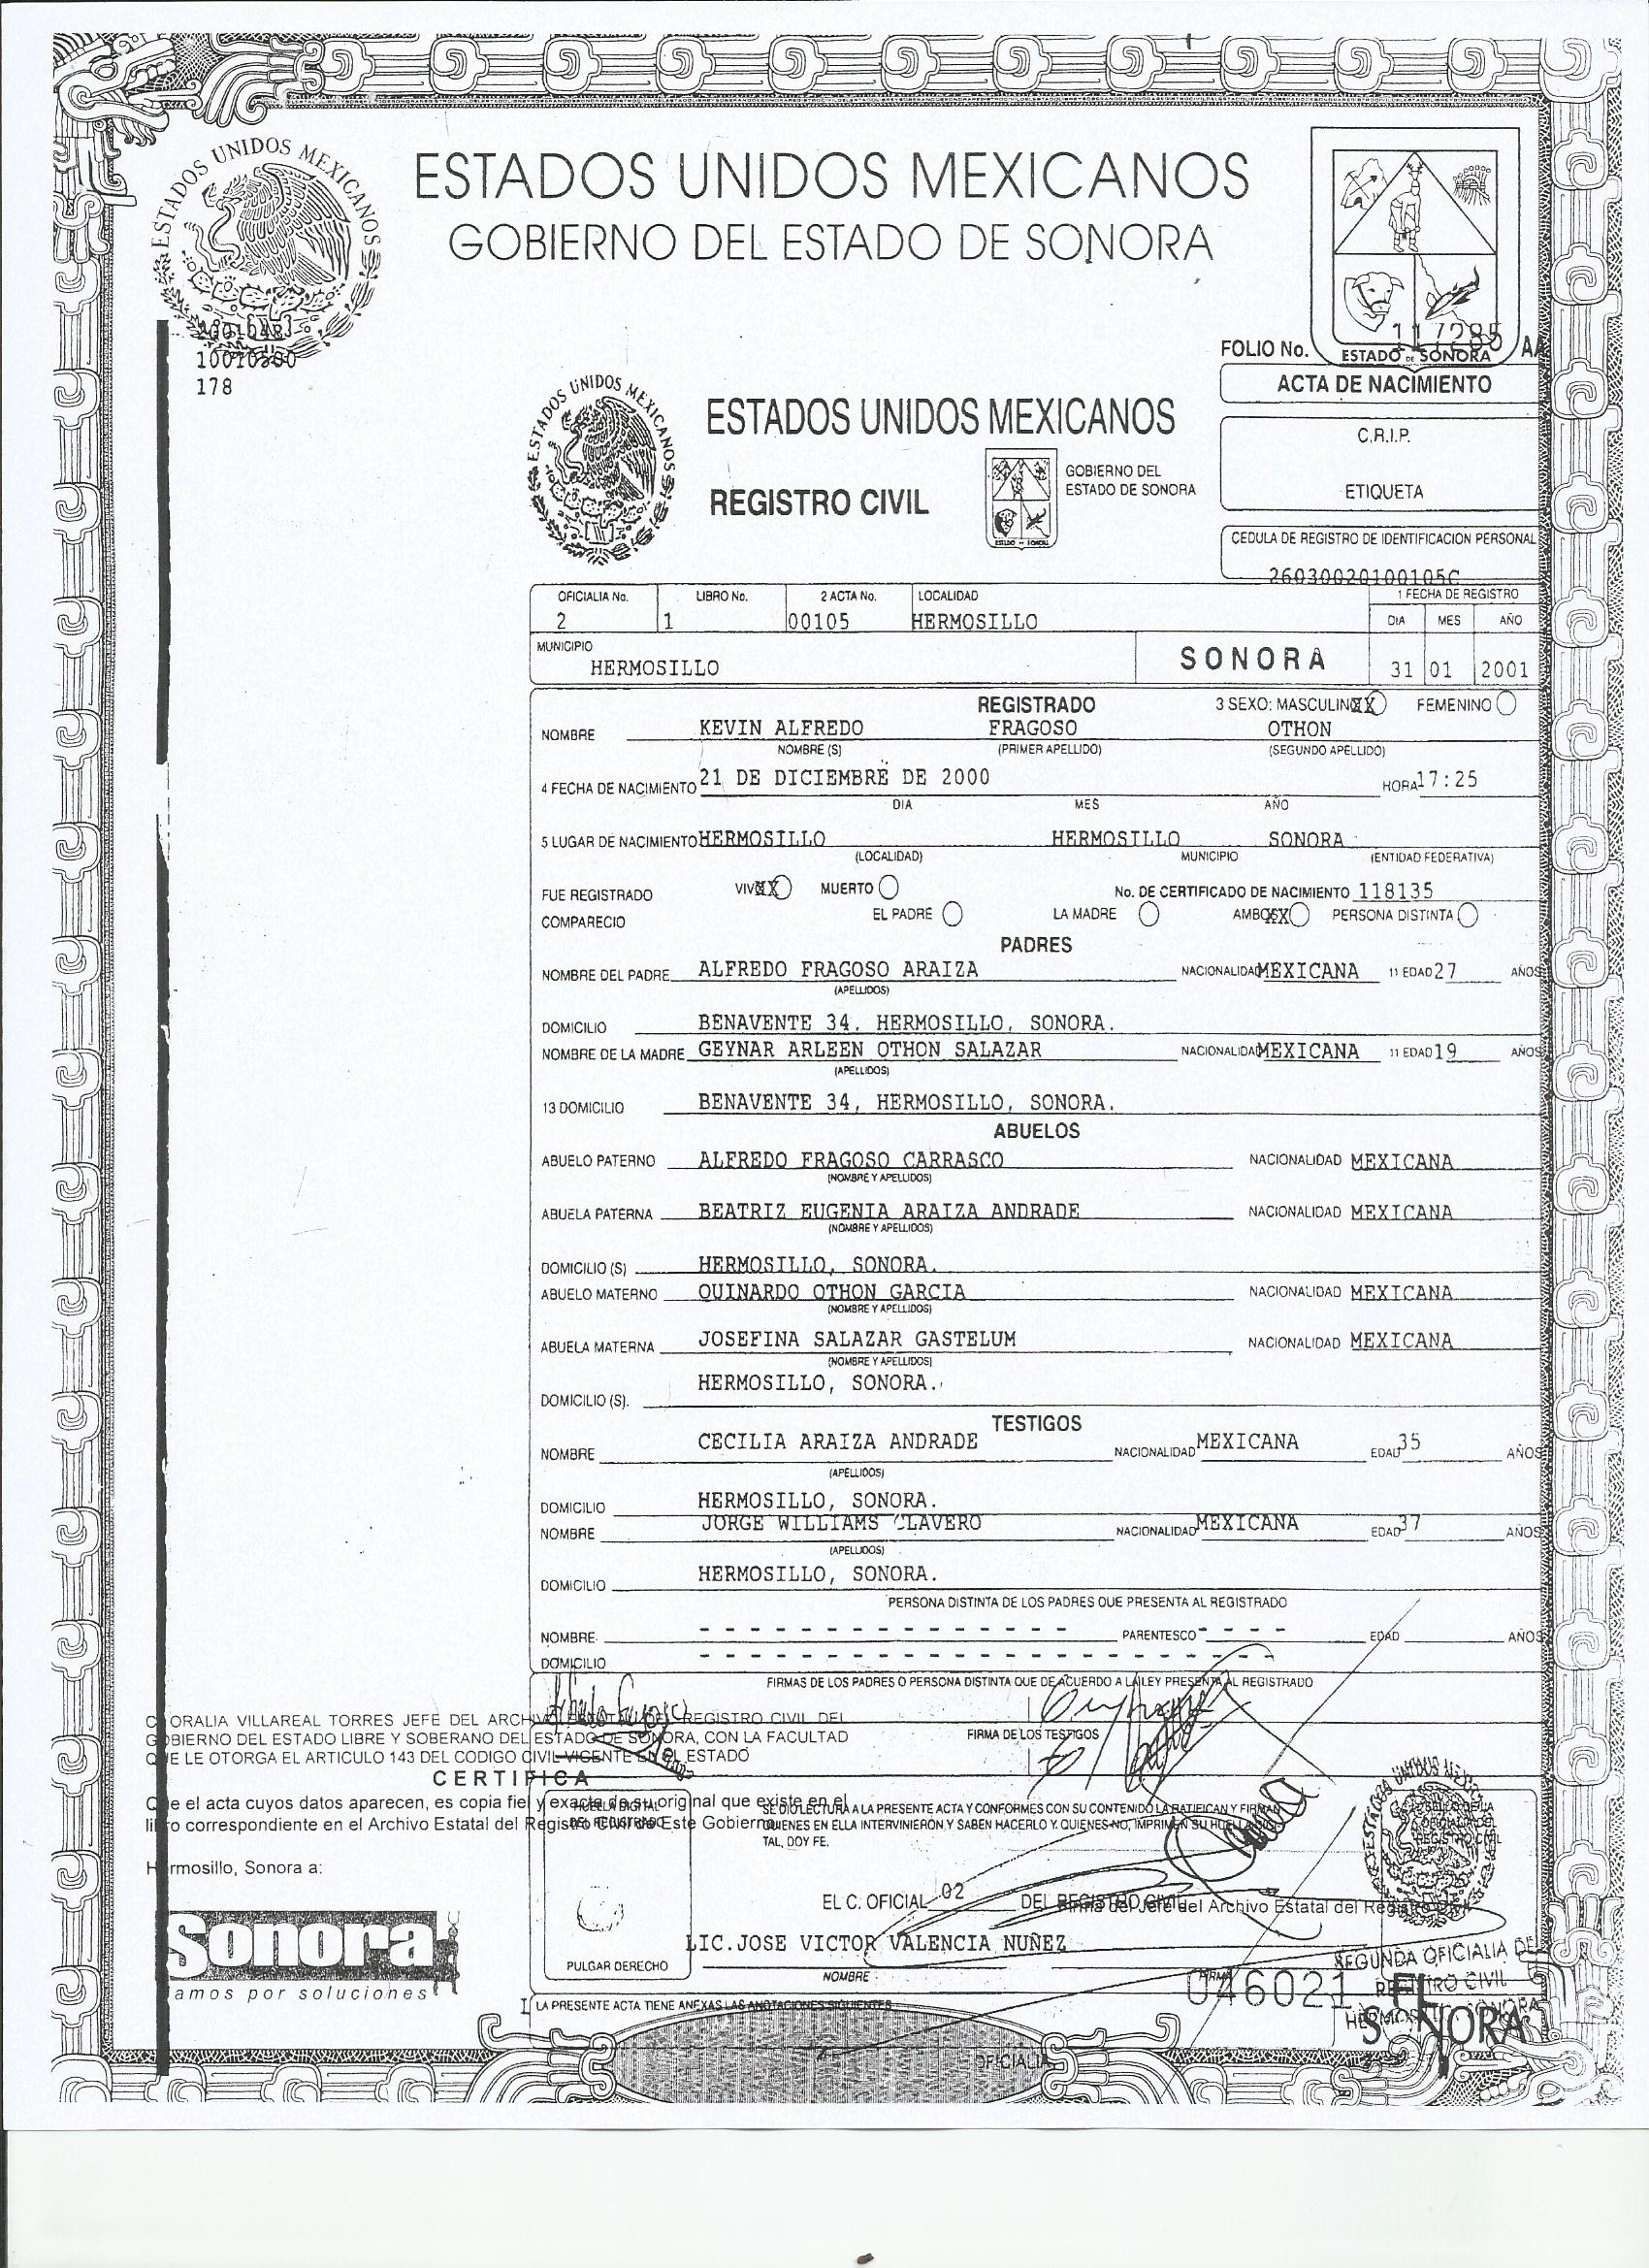 ESTADOS UNIDOS MEXICANOS
ESTADOS UNIDOS MEXICANOS
GOBIERNO DEL ESTADO DE SONORA
10010500
178
FOLIO No. 117285 AA
ESTADO DE SONORA
ACTA DE NACIMIENTO
C.R.I.P.
ETIQUETA
ESTADOS UNIDOS MEXICANOS
ESTADOS UNIDOS MEXICANOS
REGISTRO CIVIL
GOBIERNO DEL
ESTADO DE SONORA
ESTADO DE SONORA
CEDULA DE REGISTRO DE IDENTIFICACION PERSONAL
26030020100105C
OFICIALIA No. LIBRO No. 2 ACTA No. LOCALIDAD 1 FECHA DE REGISTRO
2 1 00105 HERMOSILLO DIA MES AÑO
MUNICIPIO
HERMOSILLO SONORA 31 01 2001
REGISTRADO 3 SEXO: MASCULINO XX FEMENINO
NOMBRE KEVIN ALFREDO FRAGOSO OTHON
NOMBRE (S) (PRIMER APELLIDO) (SEGUNDO APELLIDO)
4 FECHA DE NACIMIENTO 21 DE DICIEMBRE DE 2000 HORA 17:25
DIA MES AÑO
5 LUGAR DE NACIMIENTO HERMOSILLO HERMOSILLO SONORA
(LOCALIDAD) MUNICIPIO (ENTIDAD FEDERATIVA)
FUE REGISTRADO VIVO XX MUERTO No. DE CERTIFICADO DE NACIMIENTO 118135
COMPARECIO EL PADRE LA MADRE AMBOS XX PERSONA DISTINTA
PADRES
NOMBRE DEL PADRE ALFREDO FRAGOSO ARAIZA NACIONALIDAD MEXICANA 11 EDAD 27 AÑOS
(APELLIDOS)
DOMICILIO BENAVENTE 34, HERMOSILLO, SONORA.
NOMBRE DE LA MADRE GEYNAR ARLEEN OTHON SALAZAR NACIONALIDAD MEXICANA 11 EDAD 19 AÑOS
(APELLIDOS)
13 DOMICILIO BENAVENTE 34, HERMOSILLO, SONORA.
ABUELOS
ABUELO PATERNO ALFREDO FRAGOSO CARRASCO NACIONALIDAD MEXICANA
(NOMBRE Y APELLIDOS)
ABUELA PATERNA BEATRIZ EUGENIA ARAIZA ANDRADE NACIONALIDAD MEXICANA
(NOMBRE Y APELLIDOS)
DOMICILIO (S) HERMOSILLO, SONORA.
ABUELO MATERNO QUINARDO OTHON GARCIA NACIONALIDAD MEXICANA
(NOMBRE Y APELLIDOS)
ABUELA MATERNA JOSEFINA SALAZAR GASTELUM NACIONALIDAD MEXICANA
(NOMBRE Y APELLIDOS)
HERMOSILLO, SONORA.
DOMICILIO (S).
TESTIGOS
NOMBRE CECILIA ARAIZA ANDRADE NACIONALIDAD MEXICANA EDAD 35 AÑOS
(APELLIDOS)
DOMICILIO HERMOSILLO, SONORA.
NOMBRE JORGE WILLIAMS CLAVERO NACIONALIDAD MEXICANA EDAD 37 AÑOS
(APELLIDOS)
DOMICILIO HERMOSILLO, SONORA.
PERSONA DISTINTA DE LOS PADRES QUE PRESENTA AL REGISTRADO
NOMBRE - - - - - - - - - - - - - - - PARENTESCO - - - - EDAD AÑOS
DOMICILIO
FIRMAS DE LOS PADRES O PERSONA DISTINTA QUE DE ACUERDO A LA LEY PRESENTA AL REGISTRADO
C. ORALIA VILLAREAL TORRES JEFE DEL ARCHIVO ESTATAL DEL REGISTRO CIVIL DEL
GOBIERNO DEL ESTADO LIBRE Y SOBERANO DEL ESTADO DE SONORA, CON LA FACULTAD
QUE LE OTORGA EL ARTICULO 143 DEL CODIGO CIVIL VIGENTE EN EL ESTADO
FIRMA DE LOS TESTIGOS
CERTIFICA
Que el acta cuyos datos aparecen, es copia fiel y exacta de su original que existe en el
libro correspondiente en el Archivo Estatal del Registro Civil de Este Gobierno.
Hermosillo, Sonora a:
HUELLA DIGITAL
DEL REGISTRADO
PULGAR DERECHO
SE DIO LECTURA A LA PRESENTE ACTA Y CONFORMES CON SU CONTENIDO LA RATIFICAN Y FIRMAN
QUIENES EN ELLA INTERVINIERON Y SABEN HACERLO Y QUIENES NO, IMPRIMEN SU HUELLA DIGI-
TAL, DOY FE.
EL C. OFICIAL 02 DEL REGISTRO CIVIL
Firma del Jefe del Archivo Estatal del Registro Civil
LIC. JOSE VICTOR VALENCIA NUÑEZ
NOMBRE FIRMA
Sonora
amos por soluciones
046021
SEGUNDA OFICIALIA DEL
REGISTRO CIVIL
HERMOSILLO SONORA
SONORA
LA PRESENTE ACTA TIENE ANEXAS LAS ANOTACIONES SIGUIENTES
OFICIALIA